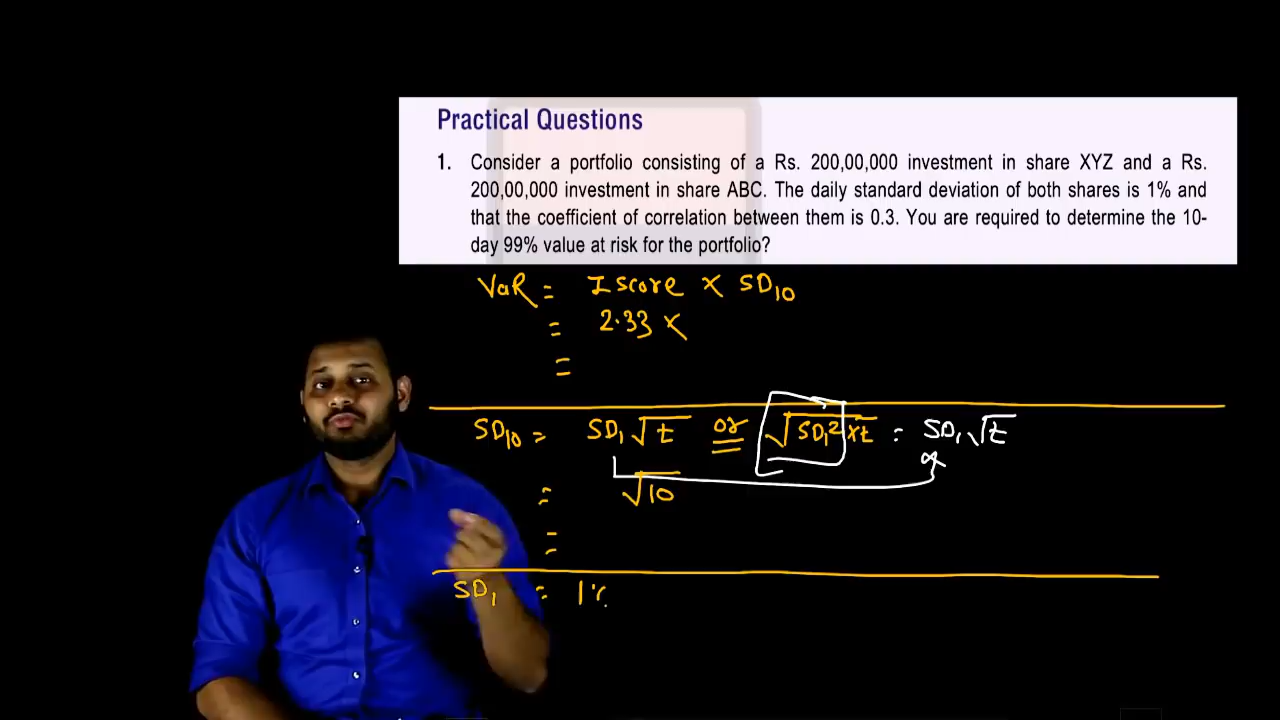 Practical Questions
1. Consider a portfolio consisting of a Rs. 200,00,000 investment in share XYZ and a Rs.
200,00,000 investment in share ABC. The daily standard deviation of both shares is 1% and
that the coefficient of correlation between them is 0.3. You are required to determine the 10-
day 99% value at risk for the portfolio?
VaR = Z score × SD10
= 2.33 ×
=
SD10 = SD1 √t or √SD1² × t = SD1 √t
= √10
=
SD1 = 1%